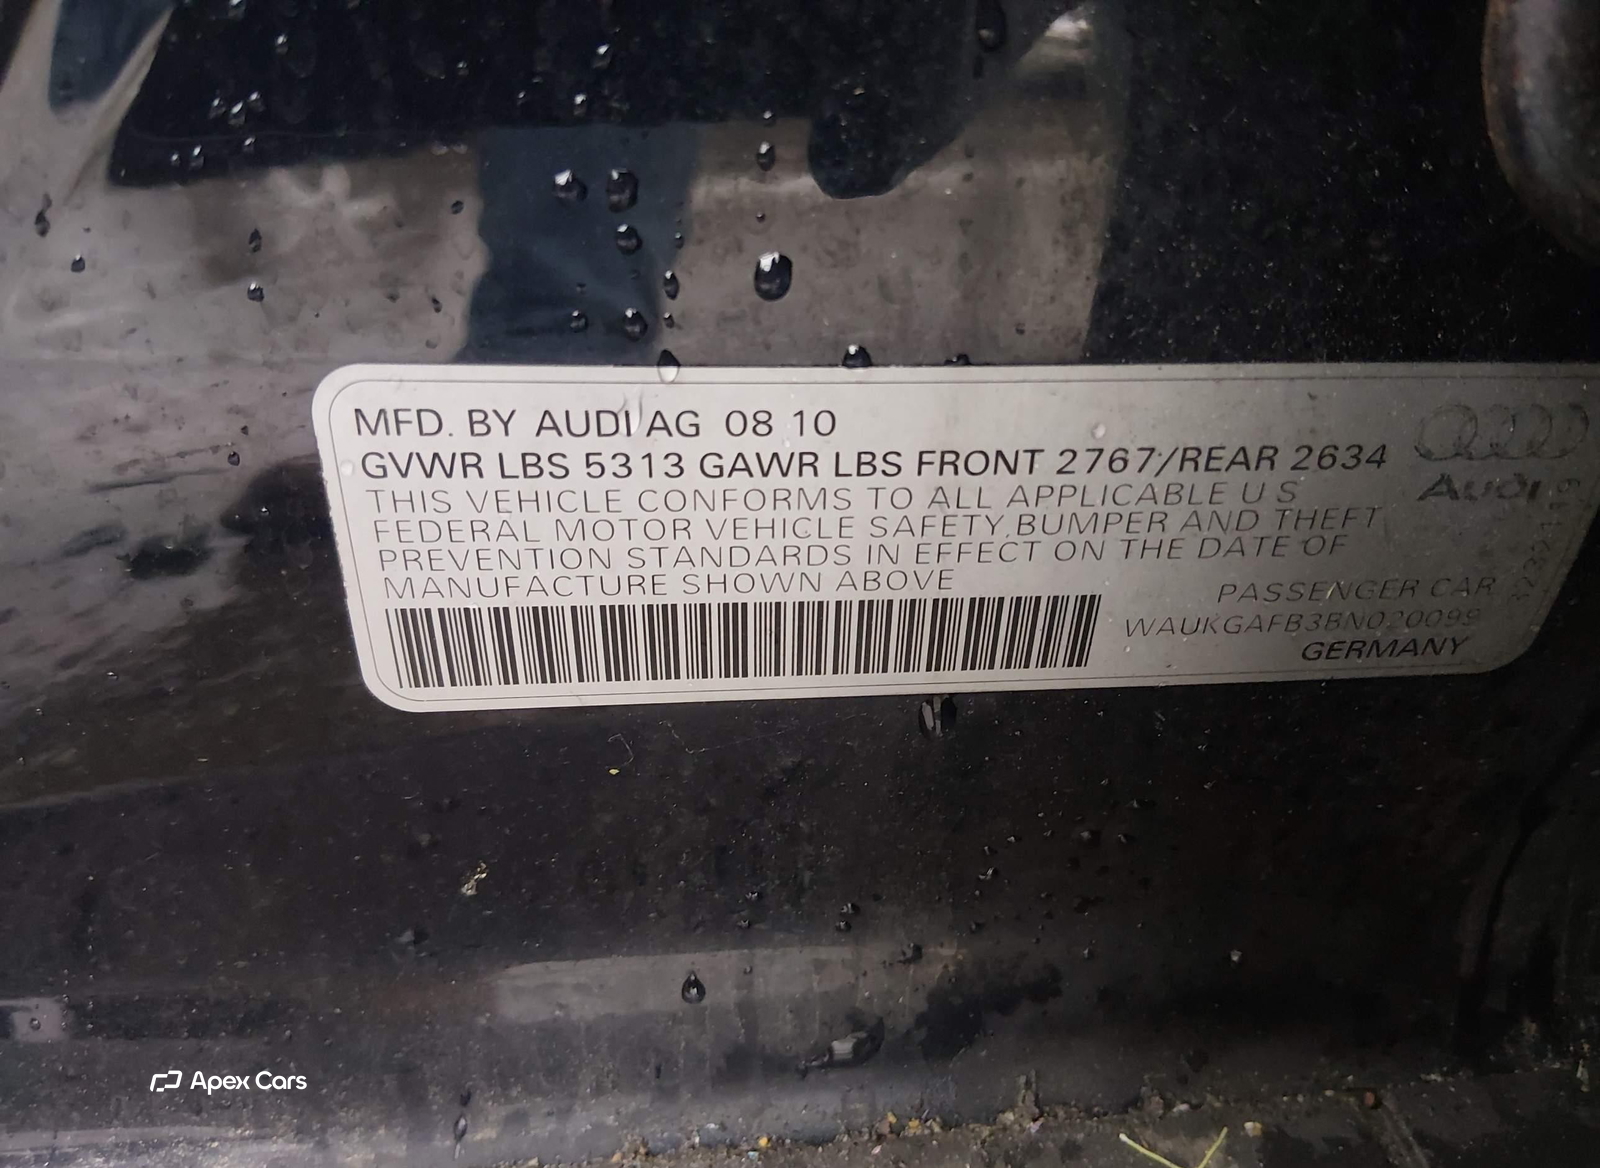 MFD. BY AUDI AG 08 10
GVWR LBS 5313 GAWR LBS FRONT 2767/REAR 2634
THIS VEHICLE CONFORMS TO ALL APPLICABLE U S
FEDERAL MOTOR VEHICLE SAFETY, BUMPER AND THEFT
PREVENTION STANDARDS IN EFFECT ON THE DATE OF
MANUFACTURE SHOWN ABOVE
Audi
PASSENGER CAR
WAUKGAFB3BN020099
GERMANY
Apex Cars